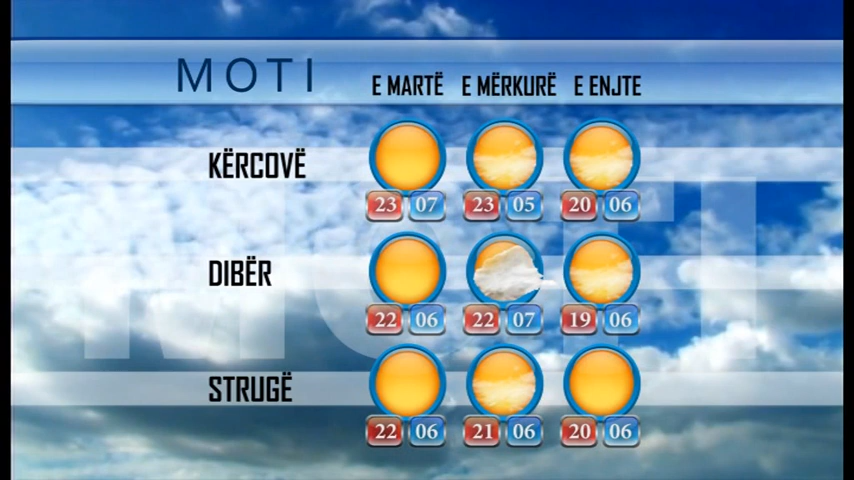 MOTI E MARTË E MËRKURË E ENJTE
KËRCOVË
23 07 23 05 20 06
DIBËR
22 06 22 07 19 06
STRUGË
22 06 21 06 20 06